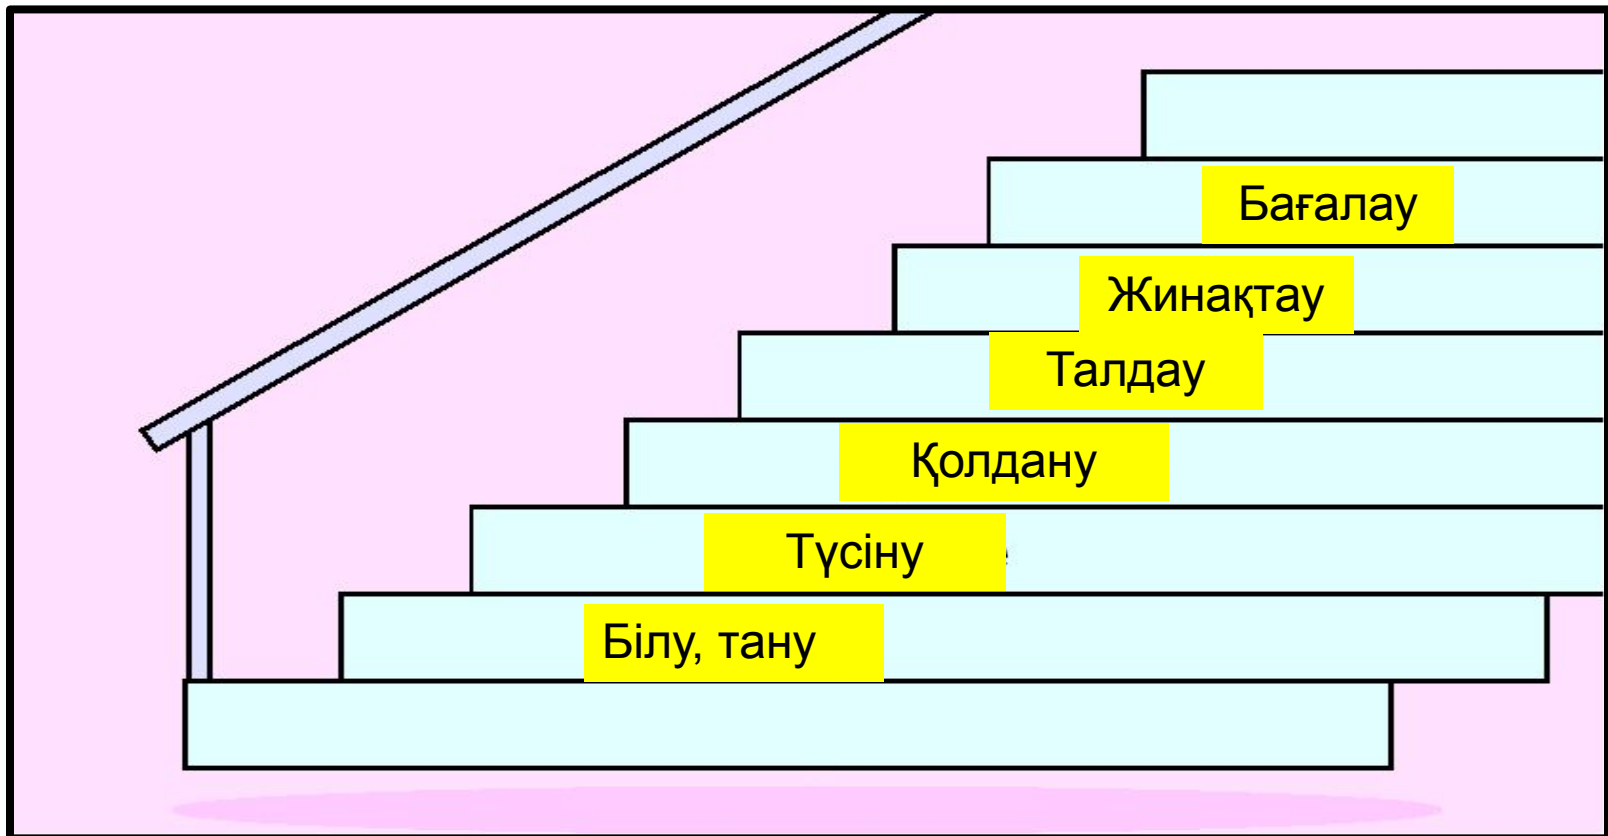 Бағалау
Жинақтау
Талдау
Қолдану
Түсіну
Білу, тану